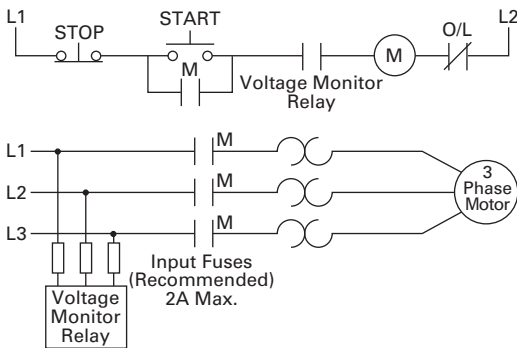 L1
L2
STOP
START
O/L
M
M
Voltage Monitor
Relay
L1
M
L2
M
L3
M
3
Phase
Motor
Input Fuses
(Recommended)
2A Max.
Voltage
Monitor
Relay